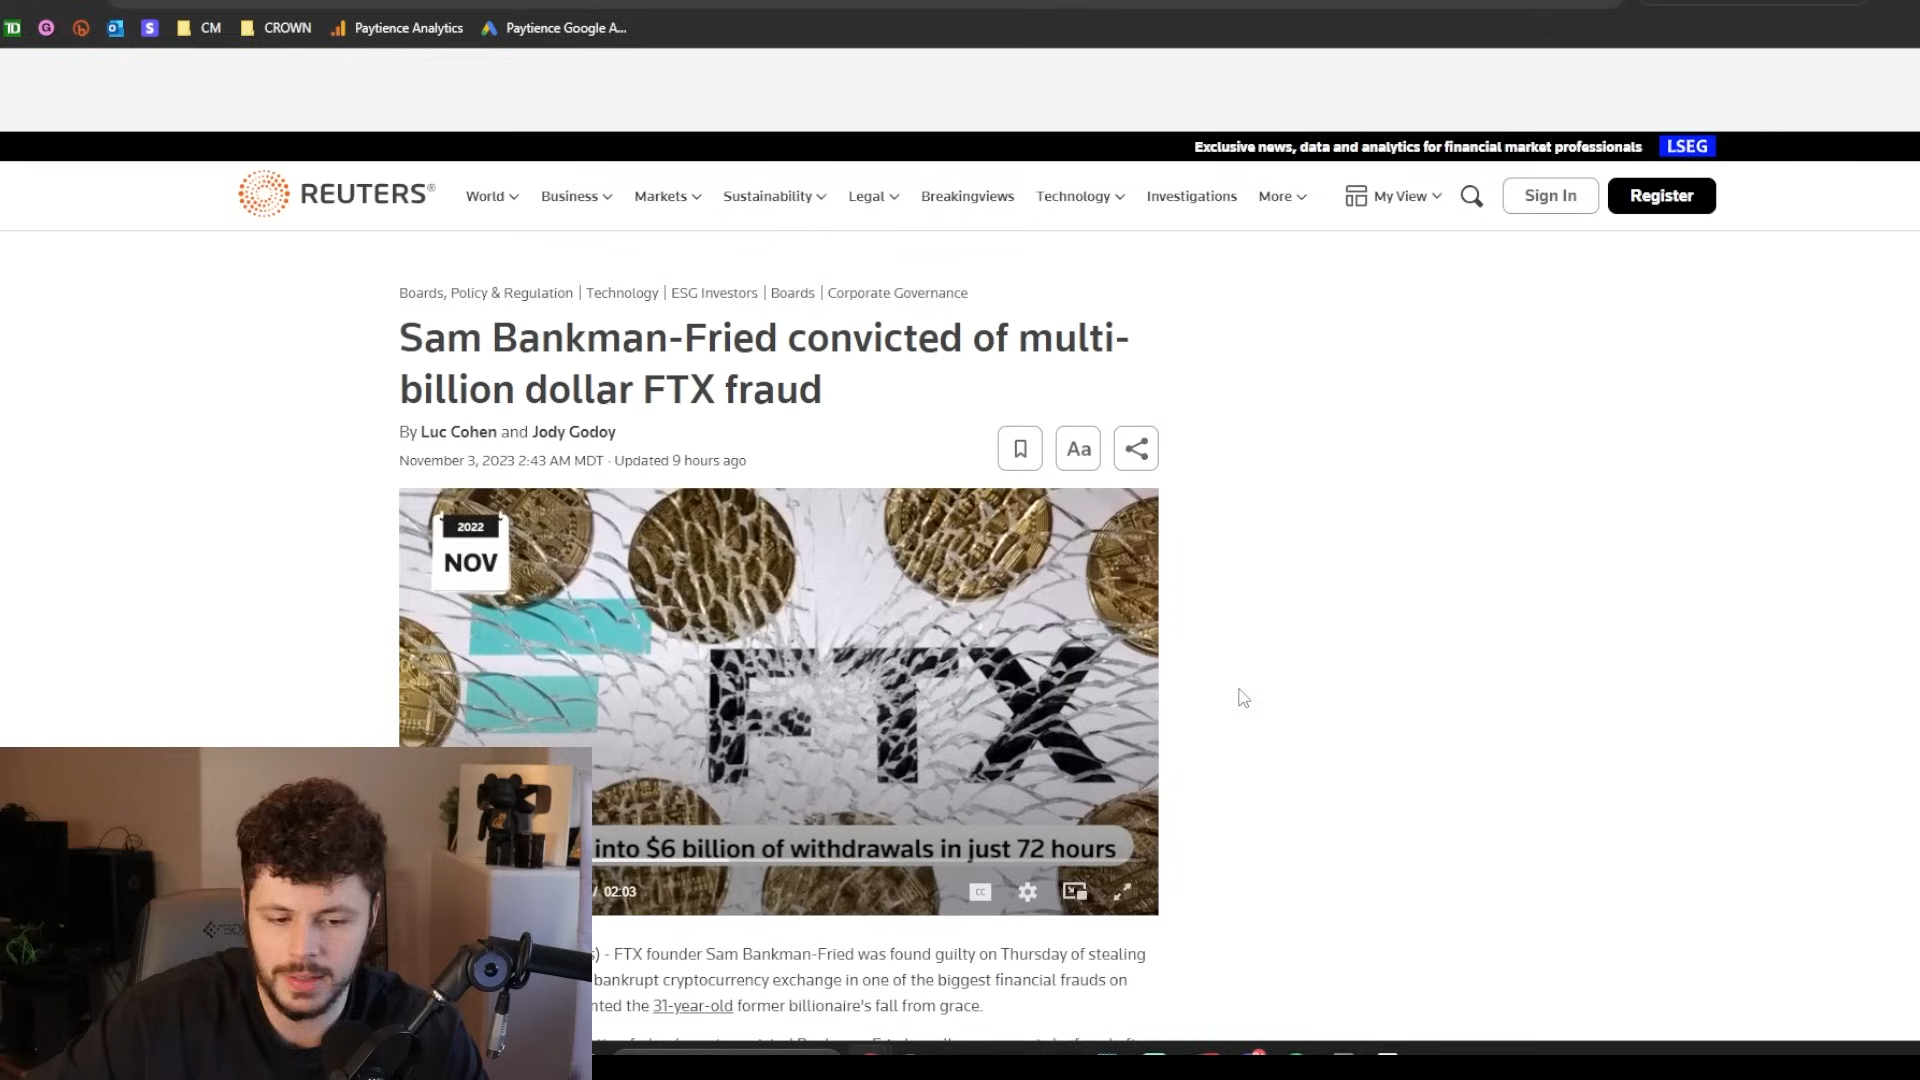 TD
G
b
S
CM
CROWN
Paytience Analytics
Paytience Google A...
Exclusive news, data and analytics for financial market professionals
LSEG
REUTERS®
World
Business
Markets
Sustainability
Legal
Breakingviews
Technology
Investigations
More
My View
Sign In
Register
Boards, Policy & Regulation | Technology | ESG Investors | Boards | Corporate Governance
Sam Bankman-Fried convicted of multi-
billion dollar FTX fraud
By Luc Cohen and Jody Godoy
November 3, 2023 2:43 AM MDT · Updated 9 hours ago
Aa
2022
NOV
FTX
into $6 billion of withdrawals in just 72 hours
/ 02:03
CC
) - FTX founder Sam Bankman-Fried was found guilty on Thursday of stealing
bankrupt cryptocurrency exchange in one of the biggest financial frauds on
the 31-year-old former billionaire's fall from grace.